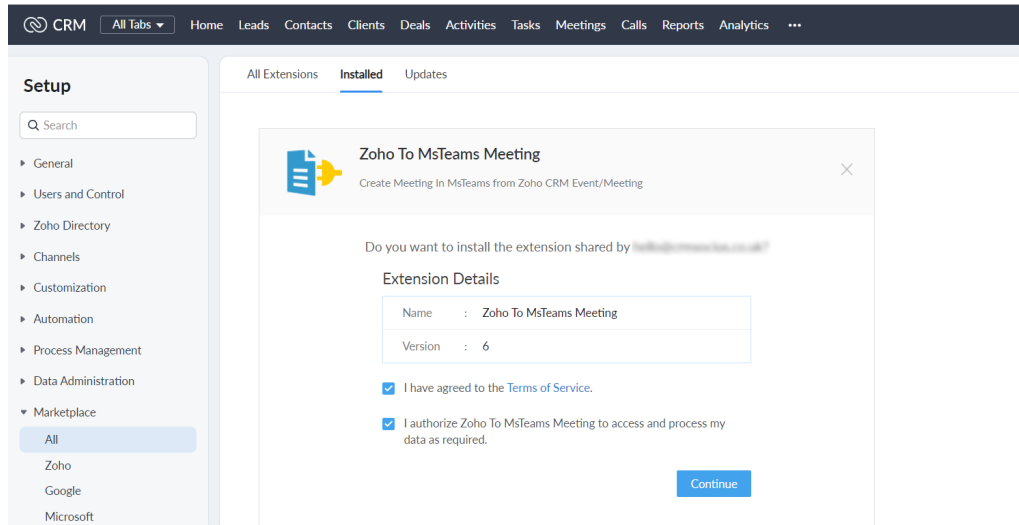 CRM All Tabs Home Leads Contacts Clients Deals Activities Tasks Meetings Calls Reports Analytics •••
All Extensions Installed Updates
Setup
Search
General
Users and Control
Zoho Directory
Channels
Customization
Automation
Process Management
Data Administration
Marketplace
All
Zoho
Google
Microsoft
Zoho To MsTeams Meeting
Create Meeting In MsTeams from Zoho CRM Event/Meeting
Do you want to install the extension shared by
Extension Details
Name : Zoho To MsTeams Meeting
Version : 6
I have agreed to the Terms of Service.
I authorize Zoho To MsTeams Meeting to access and process my
data as required.
Continue